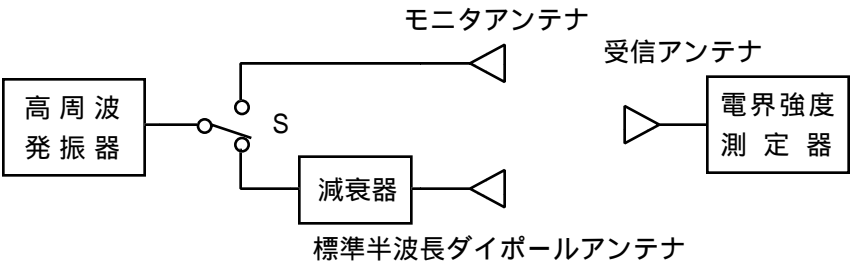 モニタアンテナ
受信アンテナ
高周波
発振器
S
電界強度
測定器
減衰器
標準半波長ダイポールアンテナ